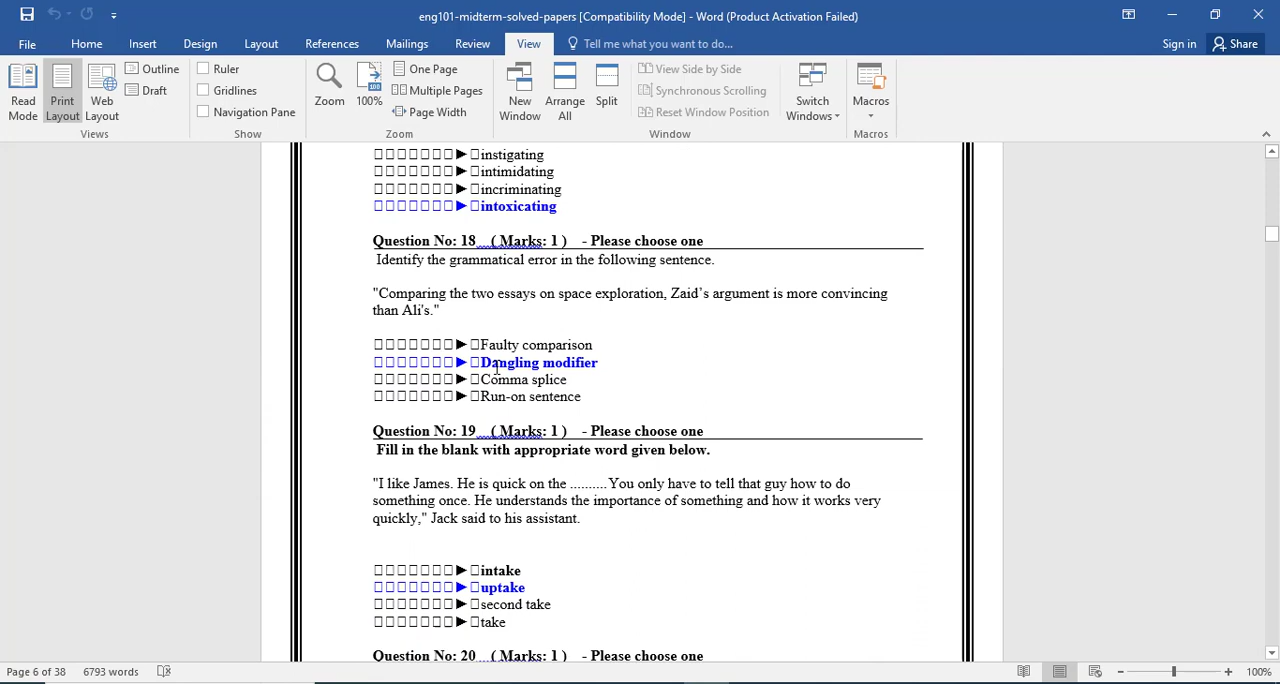 eng101-midterm-solved-papers [Compatibility Mode] - Word (Product Activation Failed)
File Home Insert Design Layout References Mailings Review View Tell me what you want to do... Sign in Share
Read Mode
Print Layout
Web Layout
Outline
Draft
Views
Ruler
Gridlines
Navigation Pane
Show
Zoom
100
100%
One Page
Multiple Pages
Page Width
Zoom
New Window
Arrange All
Split
View Side by Side
Synchronous Scrolling
Reset Window Position
Window
Switch Windows
Macros
Macros
□□□□□□□►□instigating
□□□□□□□►□intimidating
□□□□□□□►□incriminating
□□□□□□□►□intoxicating
Question No: 18 ( Marks: 1 ) - Please choose one
Identify the grammatical error in the following sentence.
"Comparing the two essays on space exploration, Zaid’s argument is more convincing
than Ali's."
□□□□□□□►□Faulty comparison
□□□□□□□►□Dangling modifier
□□□□□□□►□Comma splice
□□□□□□□►□Run-on sentence
Question No: 19 ( Marks: 1 ) - Please choose one
Fill in the blank with appropriate word given below.
"I like James. He is quick on the ..........You only have to tell that guy how to do
something once. He understands the importance of something and how it works very
quickly," Jack said to his assistant.
□□□□□□□►□intake
□□□□□□□►□uptake
□□□□□□□►□second take
□□□□□□□►□take
Question No: 20 ( Marks: 1 ) - Please choose one
Page 6 of 38 6793 words 100%